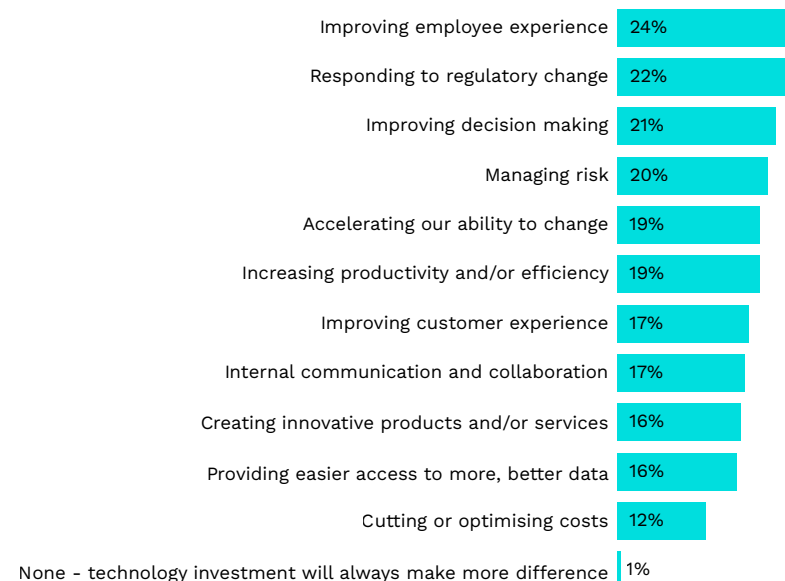 Improving employee experience 24%
Responding to regulatory change 22%
Improving decision making 21%
Managing risk 20%
Accelerating our ability to change 19%
Increasing productivity and/or efficiency 19%
Improving customer experience 17%
Internal communication and collaboration 17%
Creating innovative products and/or services 16%
Providing easier access to more, better data 16%
Cutting or optimising costs 12%
None - technology investment will always make more difference 1%